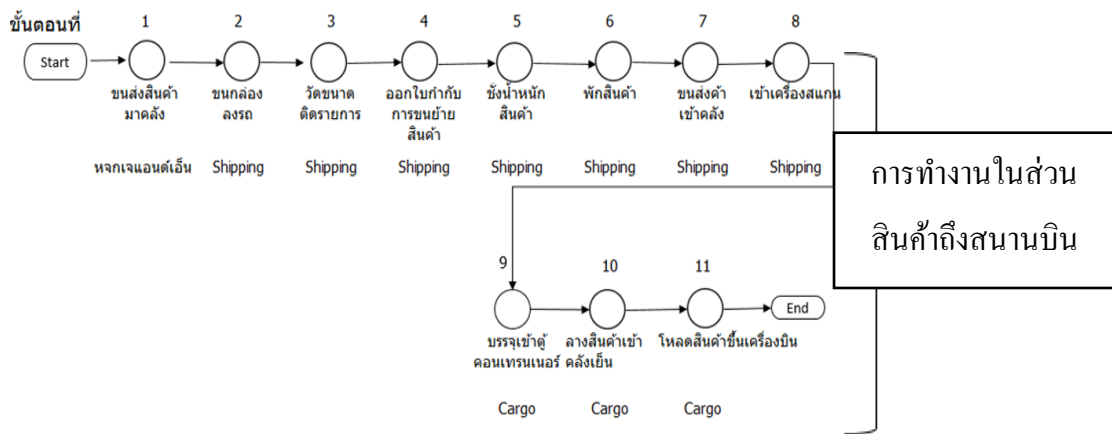 ขั้นตอนที่ 1 2 3 4 5 6 7 8
Start
ขนส่งสินค้า
มาคลัง
หจกเจแอนด์เอ็น
ขนกล่อง
ลงรถ
Shipping
วัดขนาด
ติดรายการ
Shipping
ออกใบกำกับ
การขนย้าย
สินค้า
Shipping
ชั่งน้ำหนัก
สินค้า
Shipping
พักสินค้า
Shipping
ขนส่งค้า
เข้าคลัง
Shipping
เข้าเครื่องสแกน
Shipping
การทำงานในส่วน
สินค้าถึงสนานบิน
9 10 11
End
บรรจุเข้าตู้
คอนเทรนเนอร์
Cargo
ลางสินค้าเข้า
คลังเย็น
Cargo
โหลดสินค้าขึ้นเครื่องบิน
Cargo